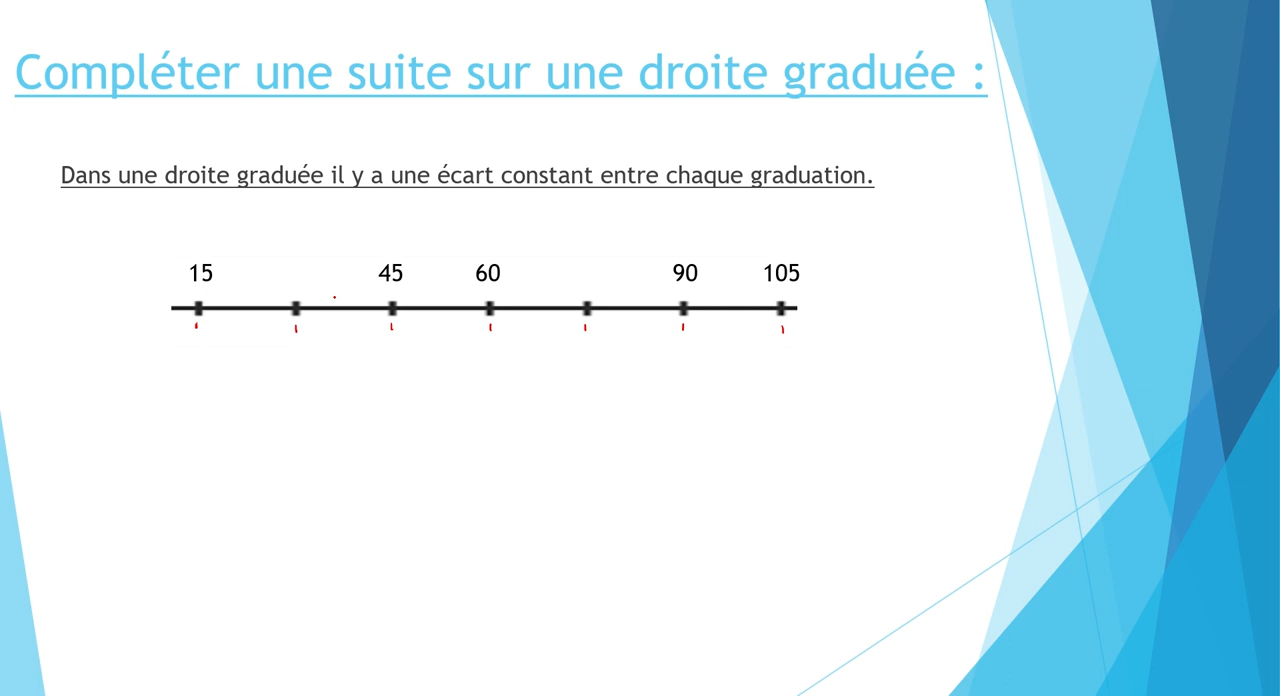 Compléter une suite sur une droite graduée :
Dans une droite graduée il y a une écart constant entre chaque graduation.
15 45 60 90 105